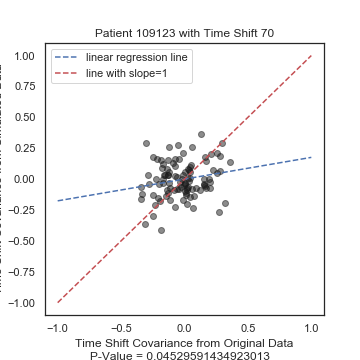 Patient 109123 with Time Shift 70
linear regression line
line with slope=1
1.00
0.75
0.50
0.25
0.00
−0.25
−0.50
−0.75
−1.00
−1.0
−0.5
0.0
0.5
1.0
Time Shift Covariance from Original Data
P-Value = 0.04529591434923013